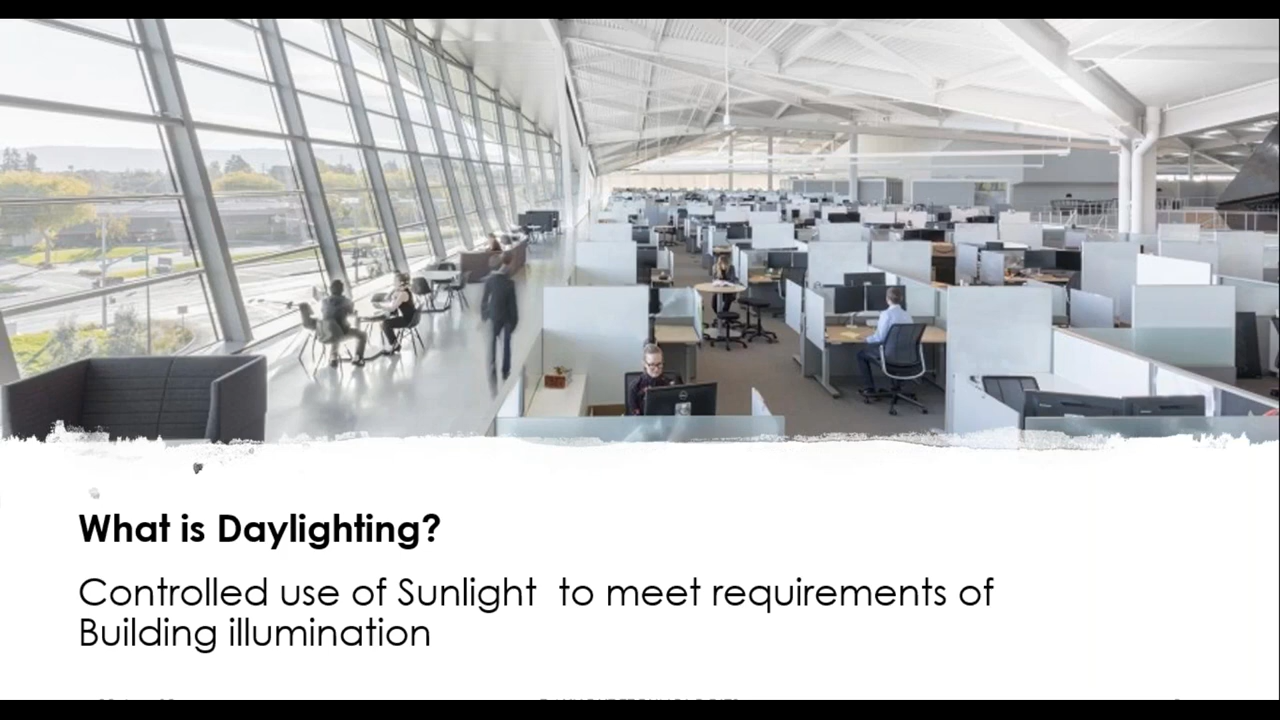 What is Daylighting?
Controlled use of Sunlight  to meet requirements of
Building illumination